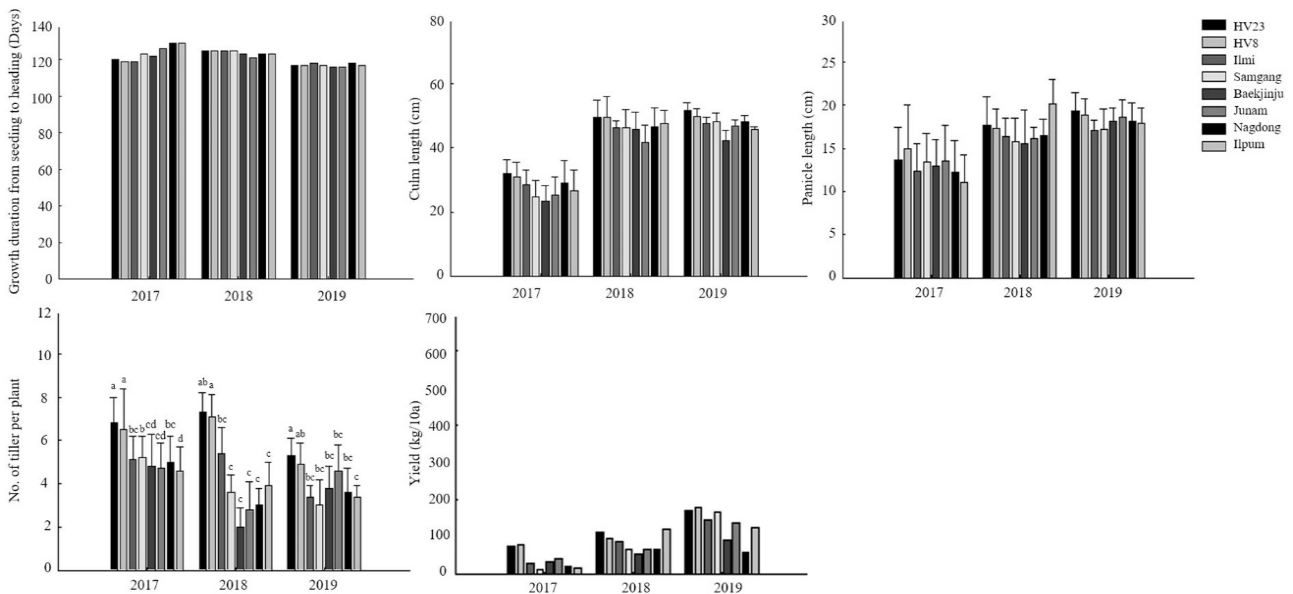 Growth duration from seeding to heading (Days)
140
120
120
100
80
60
40
20
0
2017 2018 2019
Culm length (cm)
80
60
40
20
0
2017 2018 2019
Panicle length (cm)
30
25
20
15
10
5
0
2017 2018 2019
HV23
HV8
Ilmi
Samgang
Baekjinju
Junam
Nagdong
Ilpum
No. of tiller per plant
12
10
8
6
4
2
0
a a bc b cd cd bc d
ab a bc c c c c c
a ab bc bc bc bc bc c
2017 2018 2019
Yield (kg/10a)
700
600
500
400
300
200
100
0
2017 2018 2019